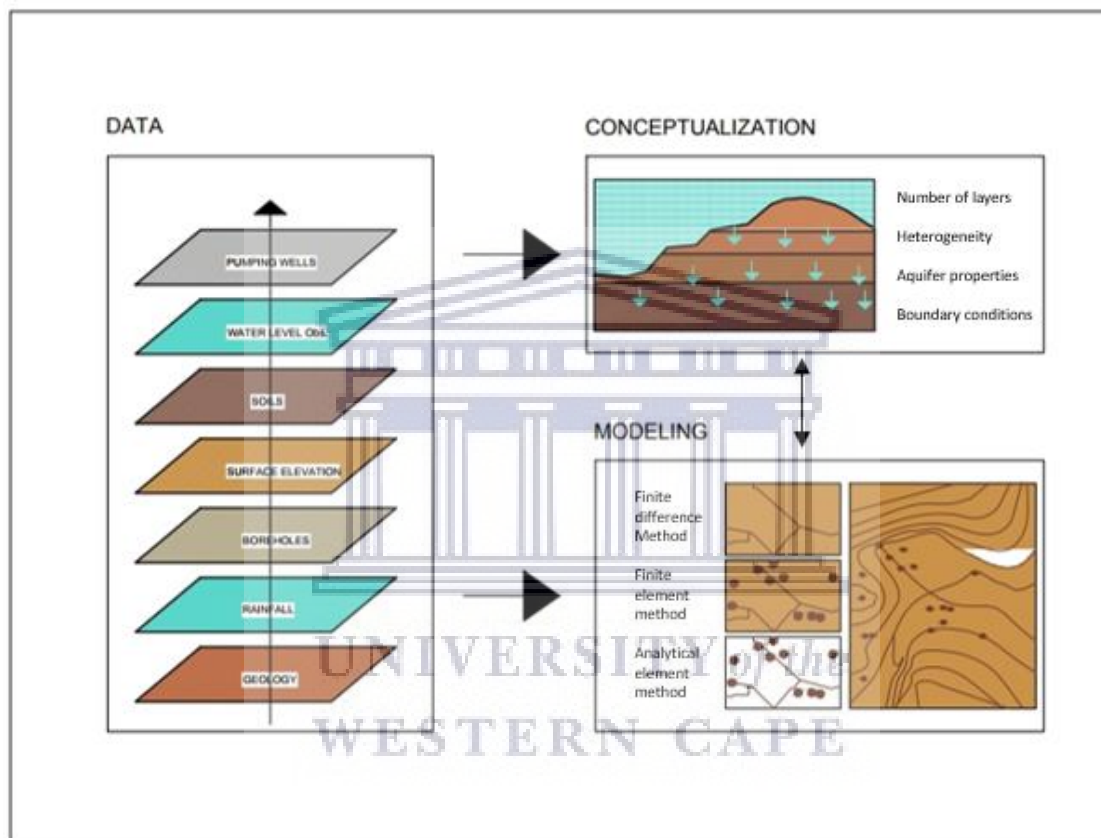 DATA
PUMPING WELLS
WATER LEVEL Obs.
SOILS
SURFACE ELEVATION
BOREHOLES
RAINFALL
GEOLOGY
CONCEPTUALIZATION
Number of layers
Heterogeneity
Aquifer properties
Boundary conditions
MODELING
Finite
difference
Method
Finite
element
method
Analytical
element
method
UNIVERSITY of the
WESTERN CAPE